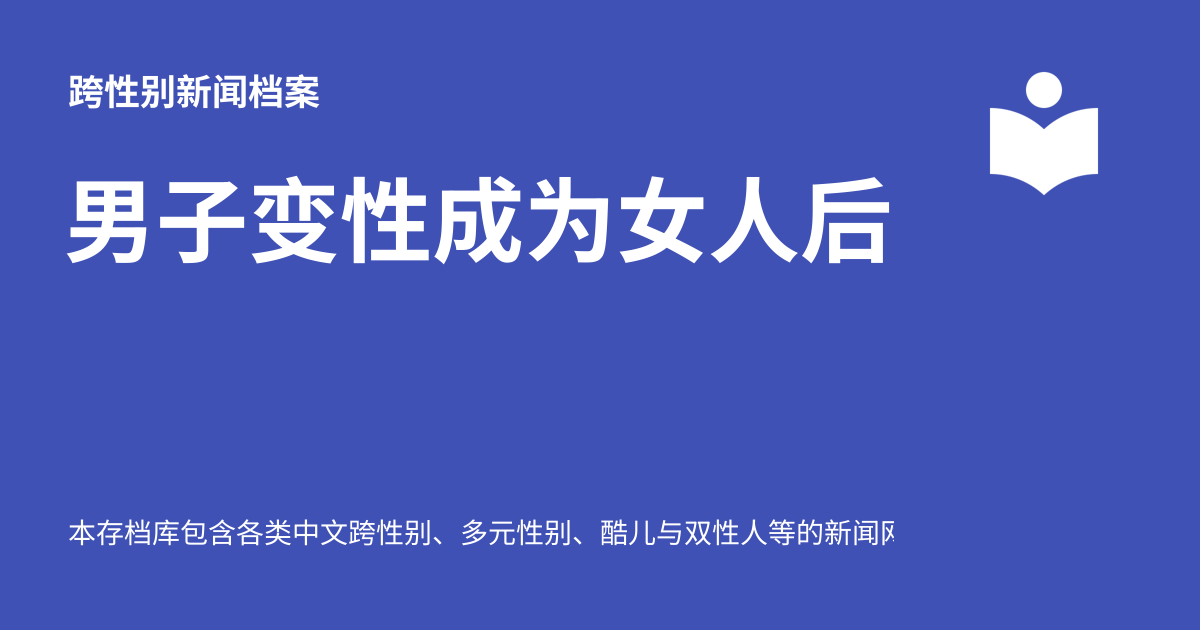 跨性别新闻档案
男子变性成为女人后
本存档库包含各类中文跨性别、多元性别、酷儿与双性人等的新闻